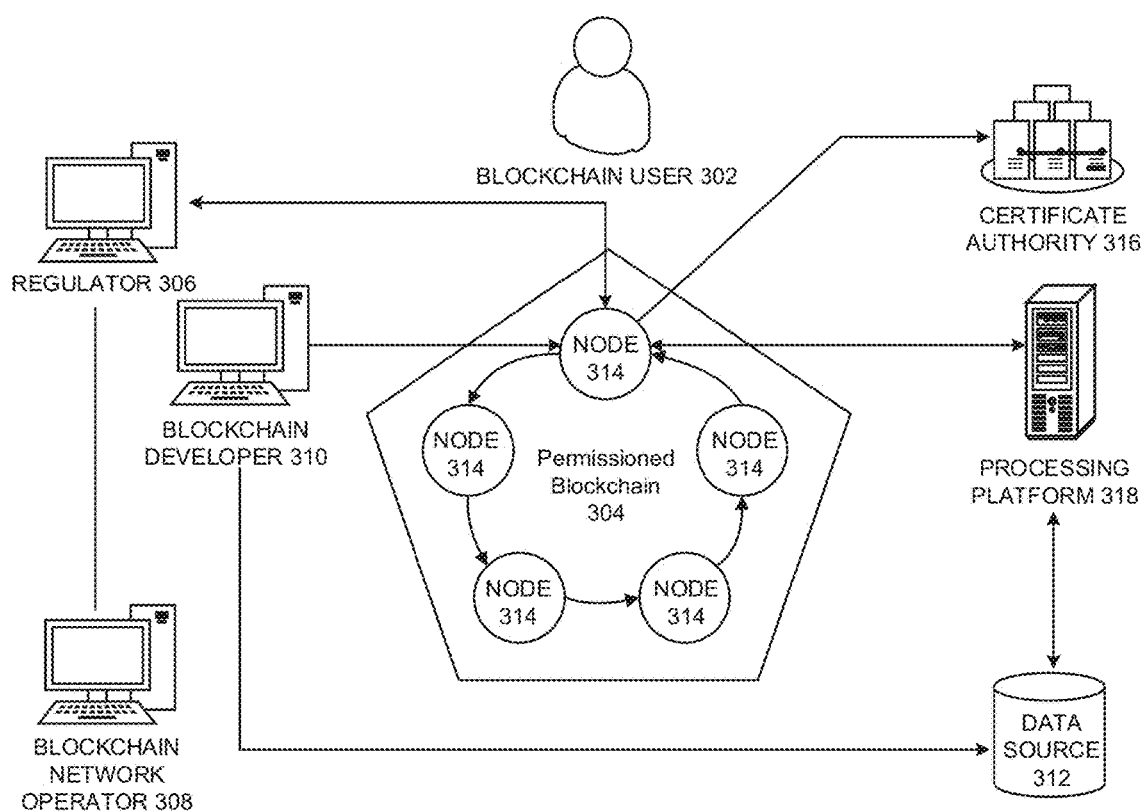 BLOCKCHAIN USER 302
CERTIFICATE
AUTHORITY 316
REGULATOR 306
BLOCKCHAIN
DEVELOPER 310
NODE
314
NODE
314
NODE
314
Permissioned
Blockchain
304
NODE
314
NODE
314
PROCESSING
PLATFORM 318
BLOCKCHAIN
NETWORK
OPERATOR 308
DATA
SOURCE
312